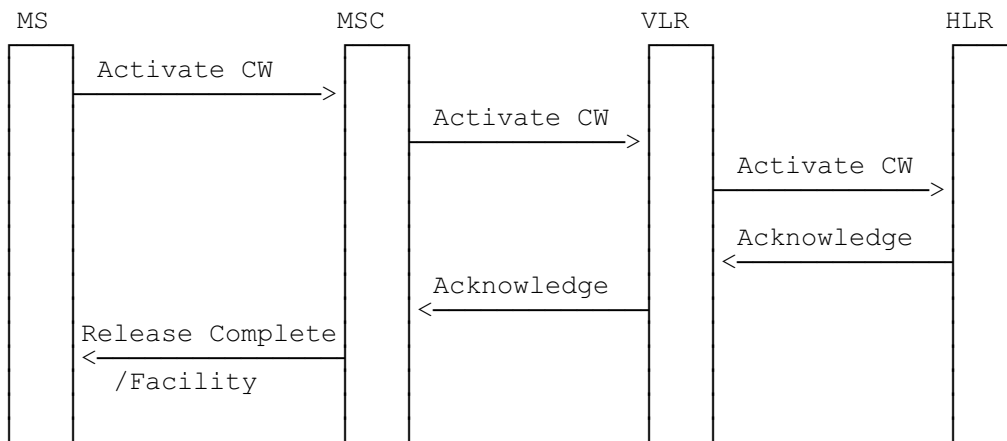 MS MSC VLR HLR
Activate CW
Activate CW
Activate CW
Acknowledge
Acknowledge
Release Complete
/Facility